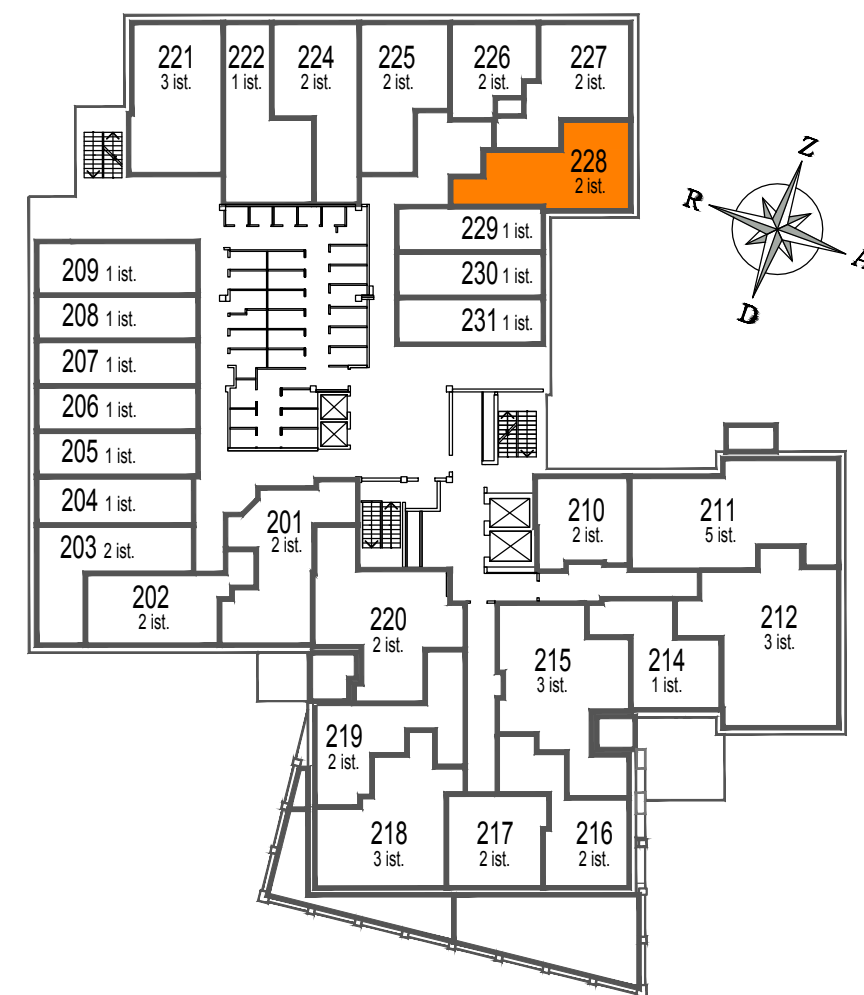 221
3 ist.
222
1 ist.
224
2 ist.
225
2 ist.
226
2 ist.
227
2 ist.
228
2 ist.
229 1 ist.
230 1 ist.
231 1 ist.
Z
R
A
D
209 1 ist.
208 1 ist.
207 1 ist.
206 1 ist.
205 1 ist.
204 1 ist.
203 2 ist.
202
2 ist.
201
2 ist.
210
2 ist.
211
5 ist.
212
3 ist.
214
1 ist.
215
3 ist.
220
2 ist.
219
2 ist.
218
3 ist.
217
2 ist.
216
2 ist.